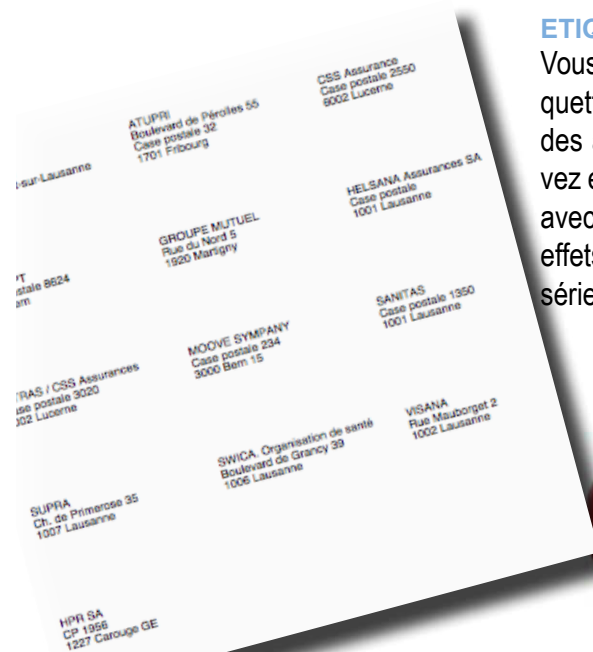 -sur-Lausanne
ATUPRI
Boulevard de Pérolles 55
Case postale 32
1701 Fribourg
CSS Assurance
Case postale 2550
6002 Lucerne
stale 8624
ern
GROUPE MUTUEL
Rue du Nord 5
1920 Martigny
HELSANA Assurances SA
Case postale
1001 Lausanne
TRAS / CSS Assurances
se postale 3020
002 Lucerne
MOOVE SYMPANY
Case postale 234
3000 Bern 15
SANITAS
Case postale 1350
1001 Lausanne
SUPRA
Ch. de Primerose 35
1007 Lausanne
SWICA. Organisation de santé
Boulevard de Grancy 39
1006 Lausanne
VISANA
Rue Mauborget 2
1002 Lausanne
HPR SA
CP 1956
1227 Carouge GE
ETIQ
Vous
quett
des
vez e
avec
effets
série